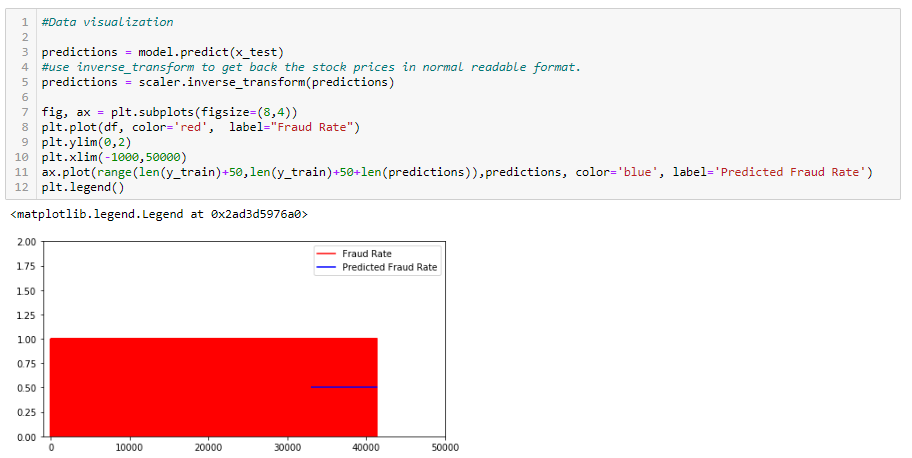 1 #Data visualization
2
3 predictions = model.predict(x_test)
4 #use inverse_transform to get back the stock prices in normal readable format.
5 predictions = scaler.inverse_transform(predictions)
6
7 fig, ax = plt.subplots(figsize=(8,4))
8 plt.plot(df, color='red',  label="Fraud Rate")
9 plt.ylim(0,2)
10 plt.xlim(-1000,50000)
11 ax.plot(range(len(y_train)+50,len(y_train)+50+len(predictions)),predictions, color='blue', label='Predicted Fraud Rate')
12 plt.legend()
<matplotlib.legend.Legend at 0x2ad3d5976a0>
2.00
Fraud Rate
1.75
Predicted Fraud Rate
1.50
1.25
1.00
0.75
0.50
0.25
0.00
0 10000 20000 30000 40000 50000